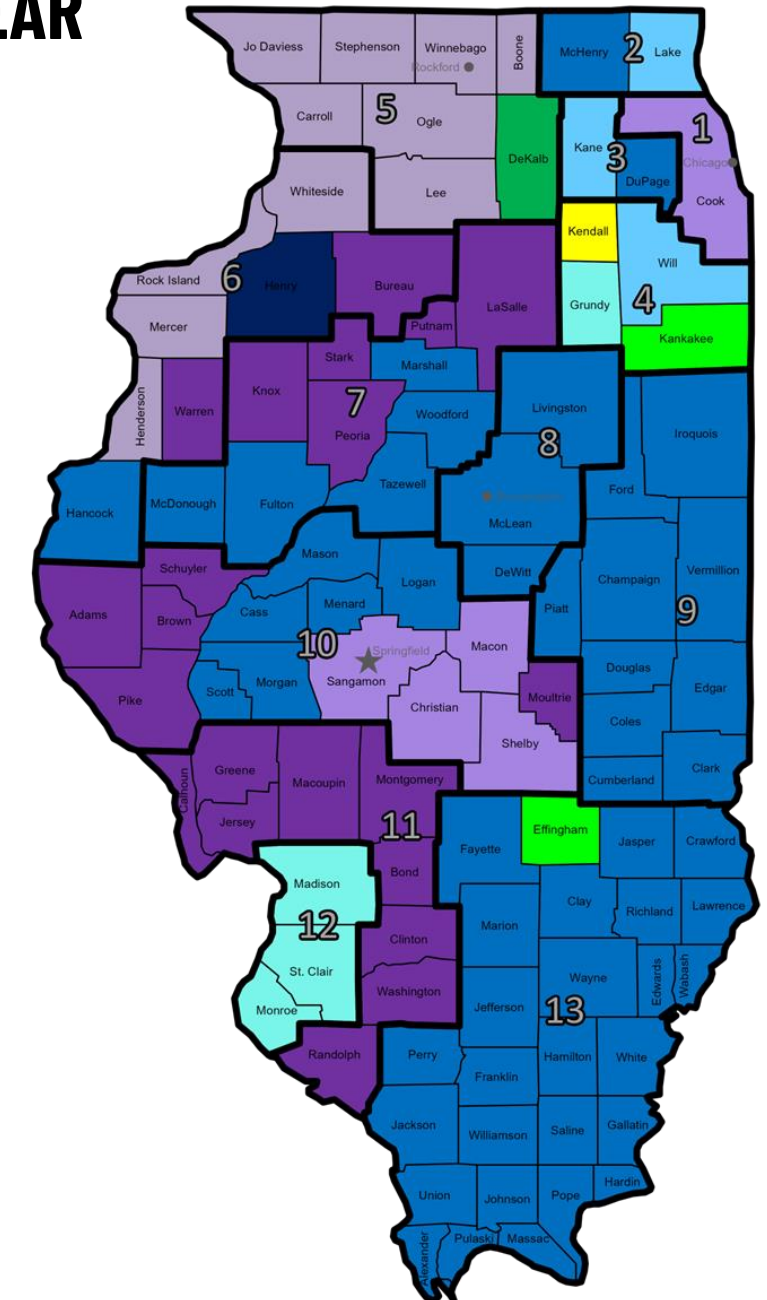 LAR
Jo Daviess
Stephenson
Winnebago
Boone
McHenry
2
Lake
Rockford
Carroll
5
Ogle
DeKalb
Kane
3
1
Chicago
DuPage
Cook
Whiteside
Lee
Kendall
Will
Rock Island
6
Henry
Bureau
LaSalle
Grundy
4
Mercer
Putnam
Kankakee
Stark
Marshall
Henderson
Warren
Knox
7
Peoria
Woodford
Livingston
8
Iroquois
Hancock
McDonough
Fulton
Tazewell
McLean
Ford
Mason
Logan
DeWitt
Champaign
Vermillion
Schuyler
Adams
Brown
Cass
Menard
Piatt
9
10
Springfield
Macon
Sangamon
Pike
Scott
Morgan
Christian
Moultrie
Douglas
Edgar
Coles
Shelby
Cumberland
Clark
Calhoun
Greene
Macoupin
Montgomery
Jersey
11
Fayette
Effingham
Jasper
Crawford
Madison
Bond
Clay
Richland
Lawrence
12
Clinton
Marion
St. Clair
Washington
Wayne
Edwards
Wabash
Monroe
Jefferson
13
Randolph
Perry
Franklin
Hamilton
White
Jackson
Williamson
Saline
Gallatin
Union
Johnson
Pope
Hardin
Alexander
Pulaski
Massac